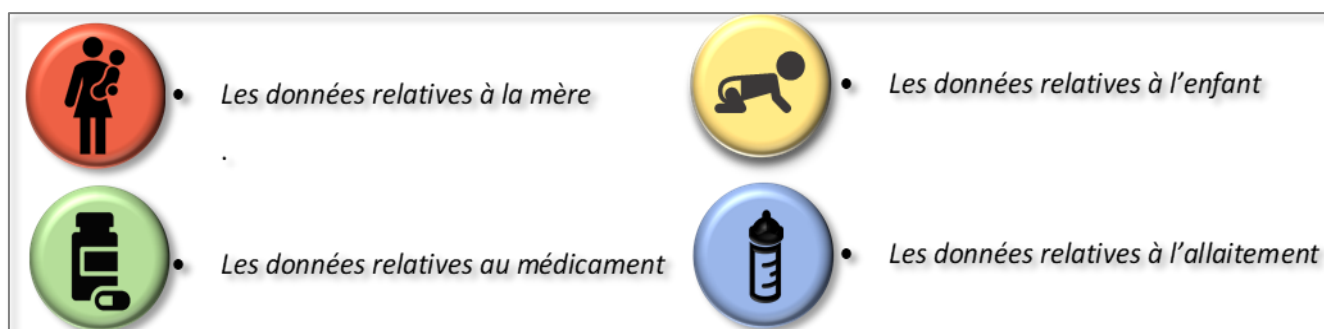 • Les données relatives à la mère
.
• Les données relatives à l’enfant
• Les données relatives au médicament
• Les données relatives à l’allaitement